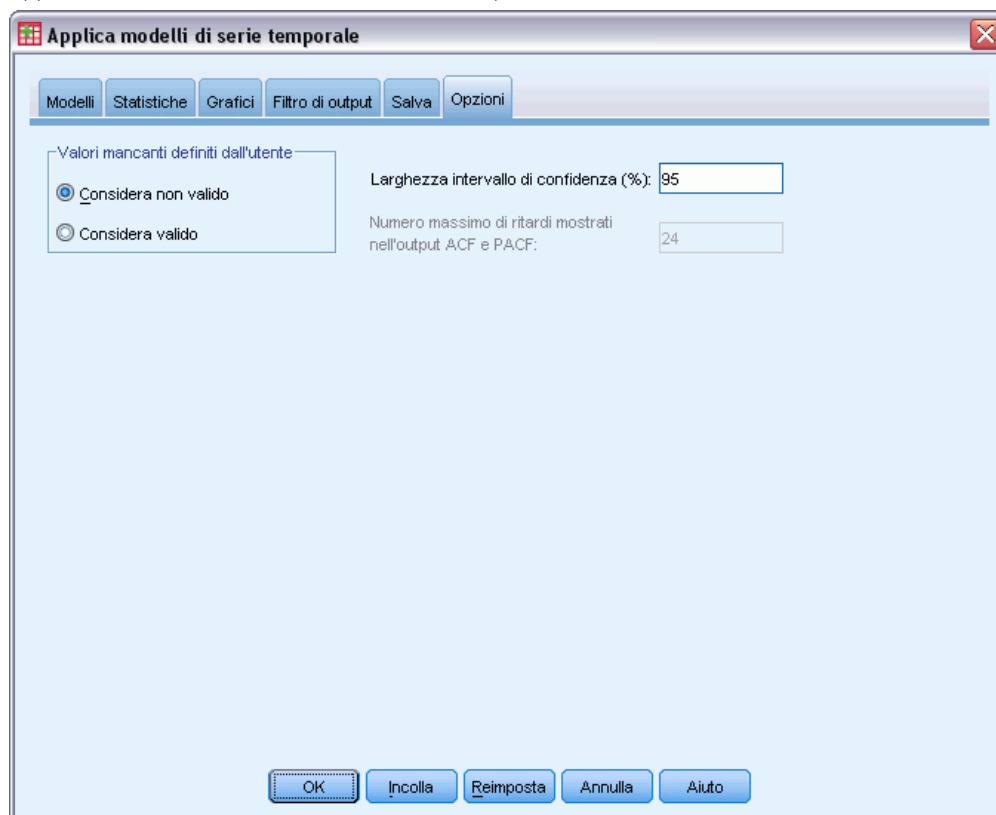 Applica modelli di serie temporale
Modelli Statistiche Grafici Filtro di output Salva Opzioni
Valori mancanti definiti dall'utente
Considera non valido
Considera valido
Larghezza intervallo di confidenza (%): 95
Numero massimo di ritardi mostrati
nell'output ACF e PACF: 24
OK Incolla Reimposta Annulla Aiuto